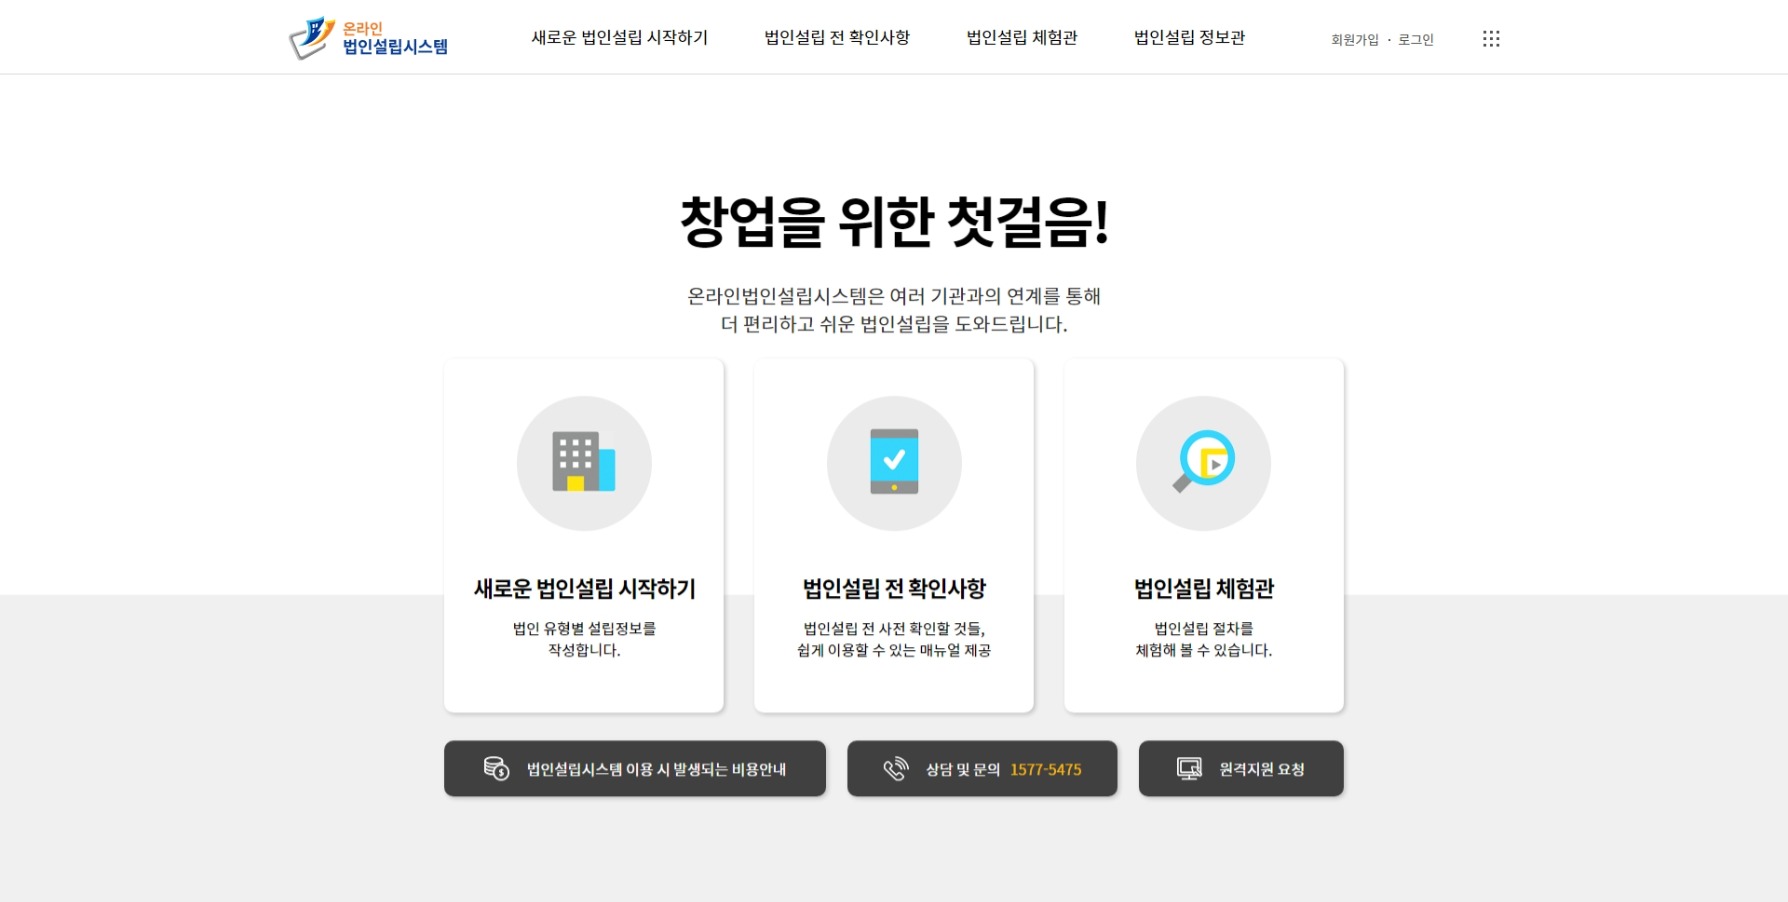 온라인
법인설립시스템
새로운 법인설립 시작하기
법인설립 전 확인사항
법인설립 체험관
법인설립 정보관
회원가입 · 로그인
창업을 위한 첫걸음!
온라인법인설립시스템은 여러 기관과의 연계를 통해
더 편리하고 쉬운 법인설립을 도와드립니다.
새로운 법인설립 시작하기
법인 유형별 설립정보를
작성합니다.
법인설립 전 확인사항
법인설립 전 사전 확인할 것들,
쉽게 이용할 수 있는 매뉴얼 제공
법인설립 체험관
법인설립 절차를
체험해 볼 수 있습니다.
법인설립시스템 이용 시 발생되는 비용안내
상담 및 문의 1577-5475
원격지원 요청